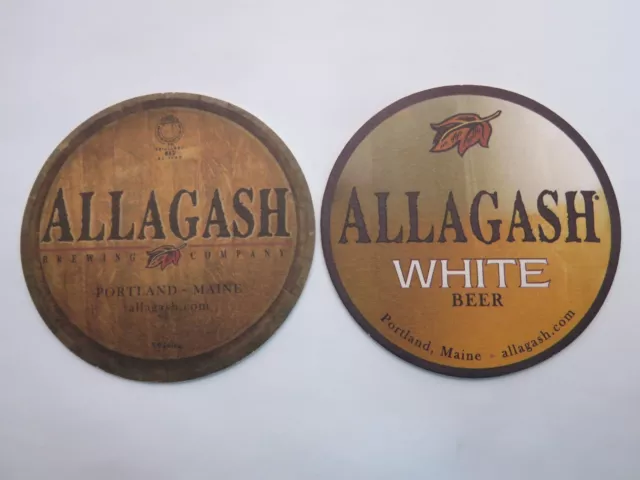 ALLAGASH
BREWING COMPANY
PORTLAND - MAINE
allagash.com
ALLAGASH®
WHITE
BEER
Portland, Maine - allagash.com